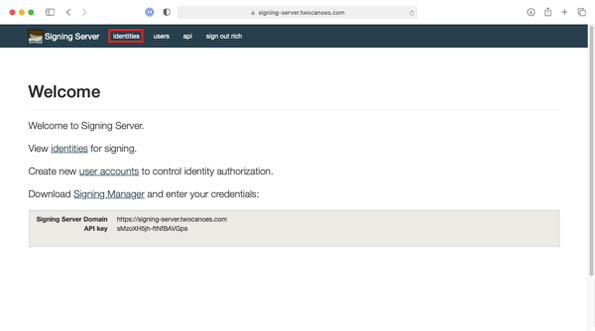 signing-server.twocanoes.com
Signing Server identities users api sign out rich
Welcome
Welcome to Signing Server.
View identities for signing.
Create new user accounts to control identity authorization.
Download Signing Manager and enter your credentials:
Signing Server Domain https://signing-server.twocanoes.com
API key sMzoXH5jh-ftNfBAVGps